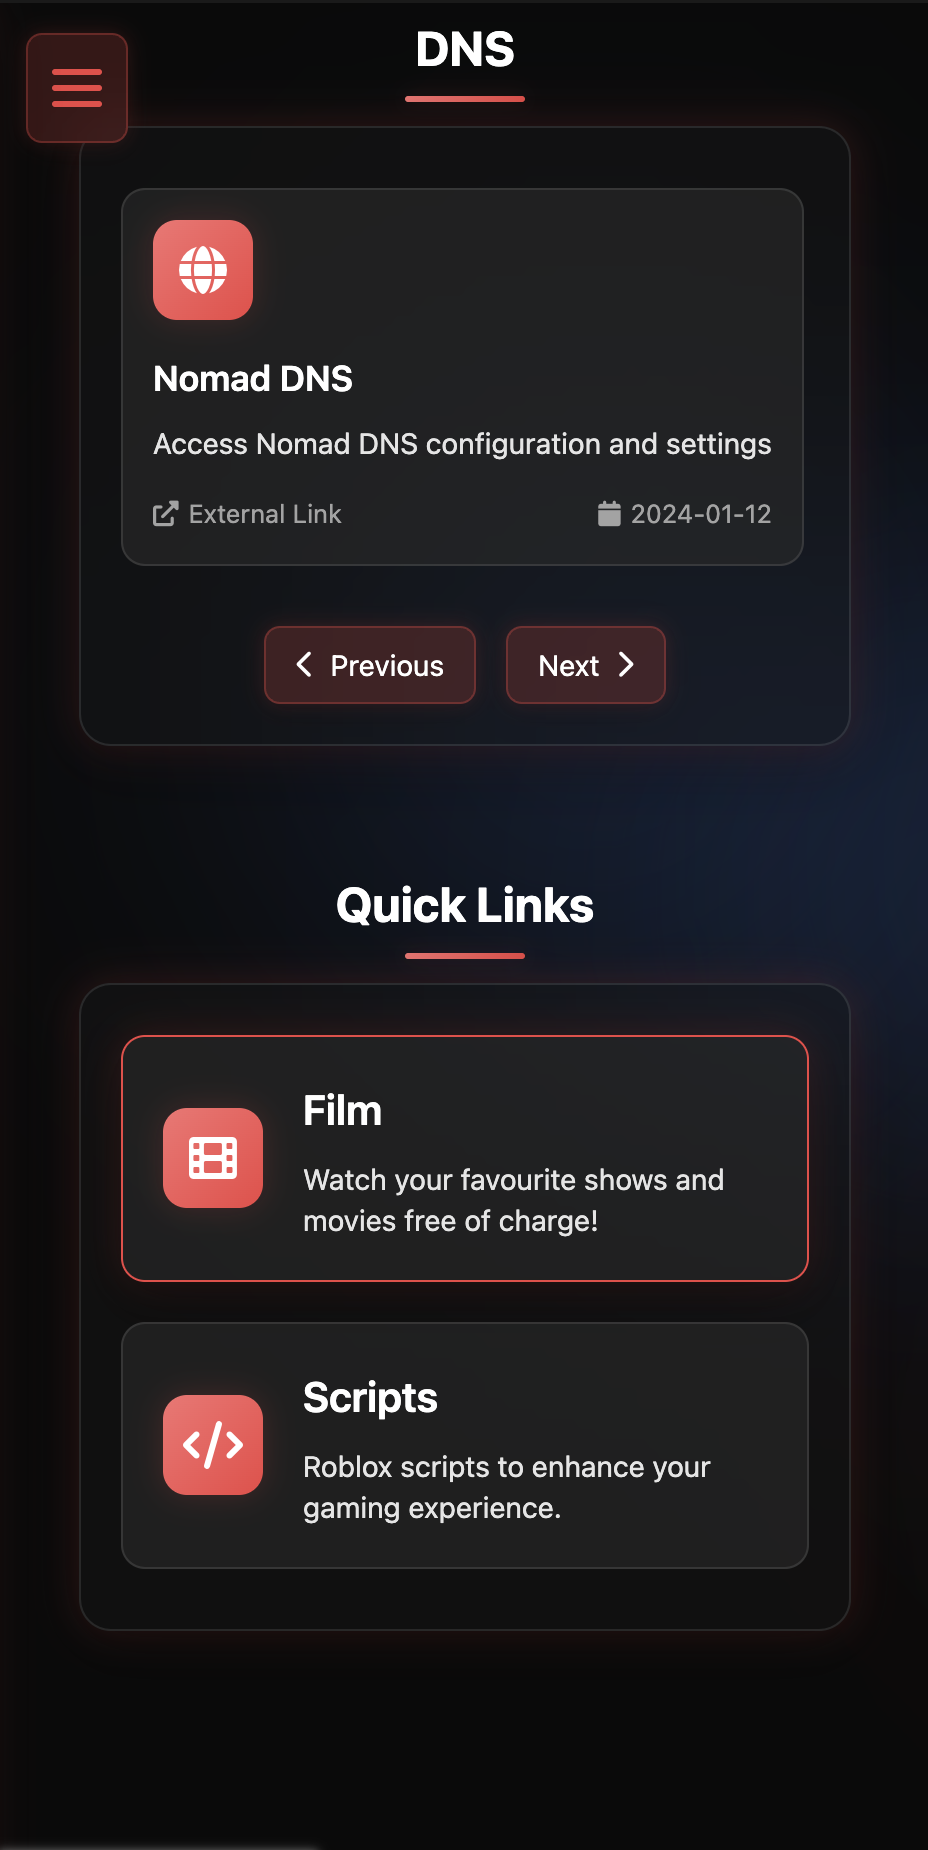 DNS
Nomad DNS
Access Nomad DNS configuration and settings
External Link
2024-01-12
Previous
Next
Quick Links
Film
Watch your favourite shows and
movies free of charge!
Scripts
Roblox scripts to enhance your
gaming experience.